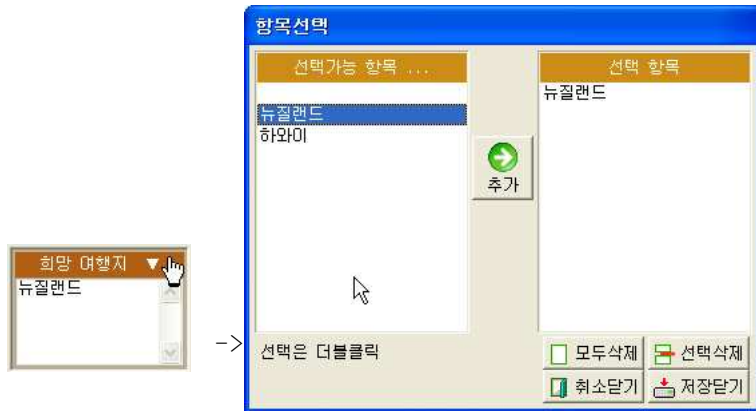 항목선택
선택가능 항목 ...
선택 항목
뉴질랜드
뉴질랜드
하와이
추가
희망 여행지 ▼
뉴질랜드
->
선택은 더블클릭
모두삭제
선택삭제
취소닫기
저장닫기